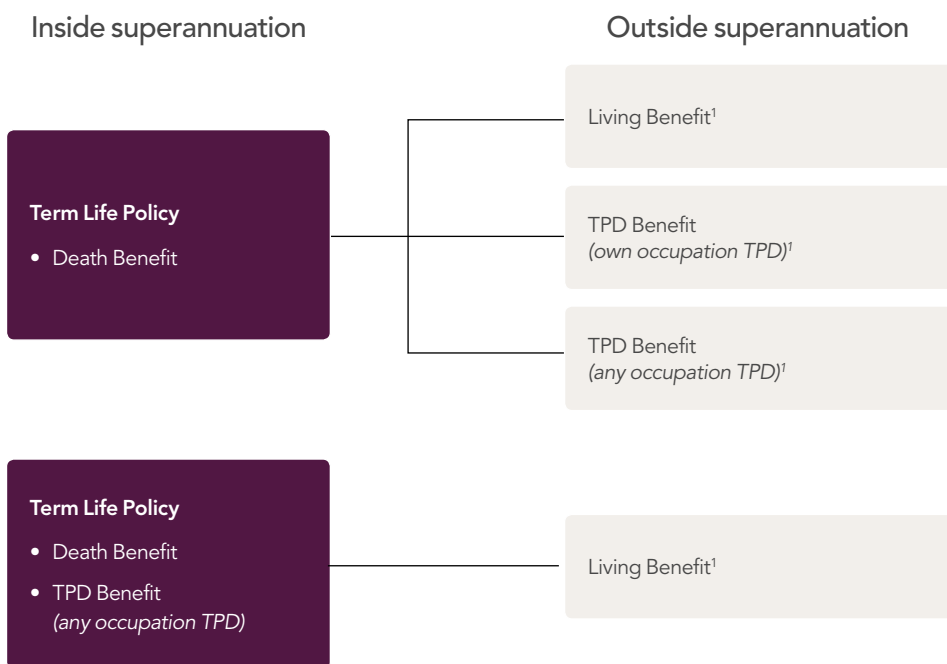 Inside superannuation
Outside superannuation
Term Life Policy
• Death Benefit
Living Benefit¹
TPD Benefit
(own occupation TPD)¹
TPD Benefit
(any occupation TPD)¹
Term Life Policy
• Death Benefit
• TPD Benefit
(any occupation TPD)
Living Benefit¹